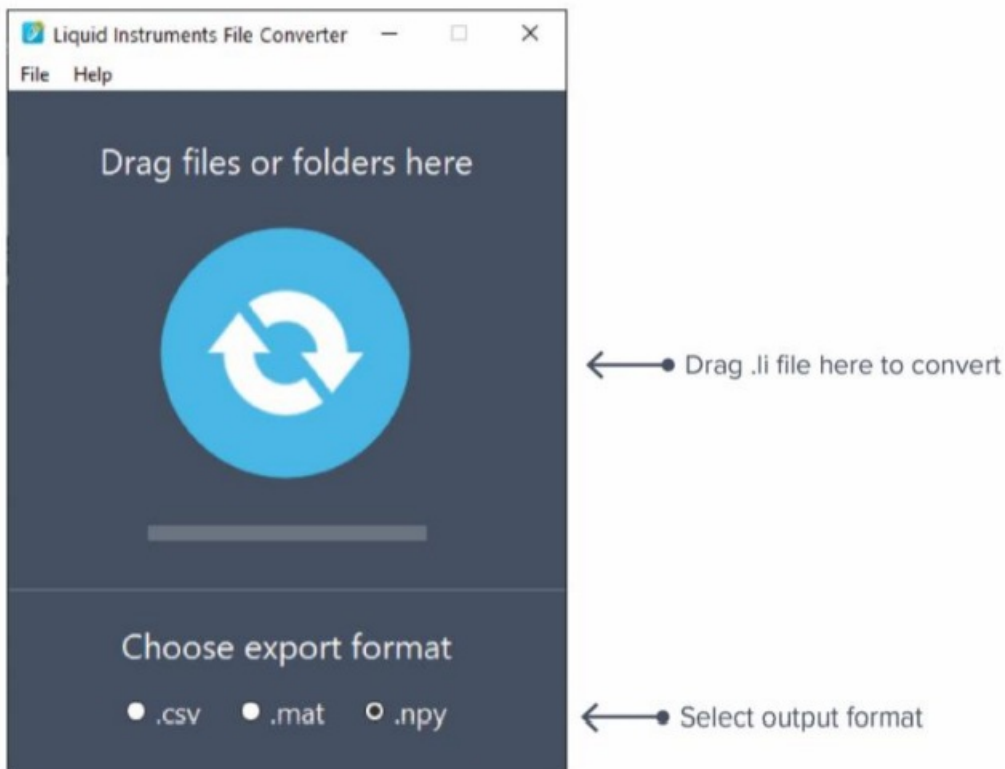 Liquid Instruments File Converter
File Help
Drag files or folders here
Drag .li file here to convert
Choose export format
.csv .mat .npy
Select output format